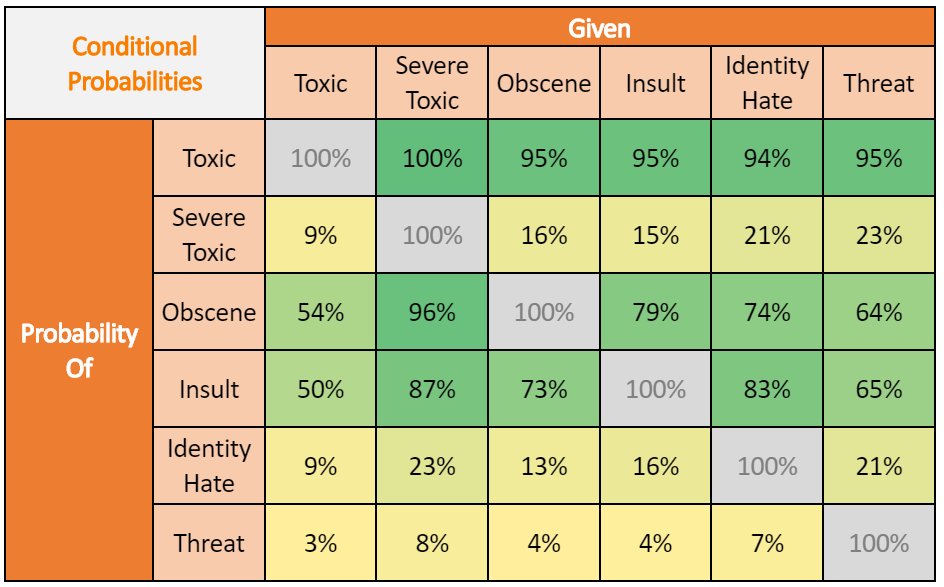 Conditional
Probabilities
Given
Toxic
Severe
Toxic
Obscene
Insult
Identity
Hate
Threat
Probability
Of
Toxic
100%
100%
95%
95%
94%
95%
Severe
Toxic
9%
100%
16%
15%
21%
23%
Obscene
54%
96%
100%
79%
74%
64%
Insult
50%
87%
73%
100%
83%
65%
Identity
Hate
9%
23%
13%
16%
100%
21%
Threat
3%
8%
4%
4%
7%
100%